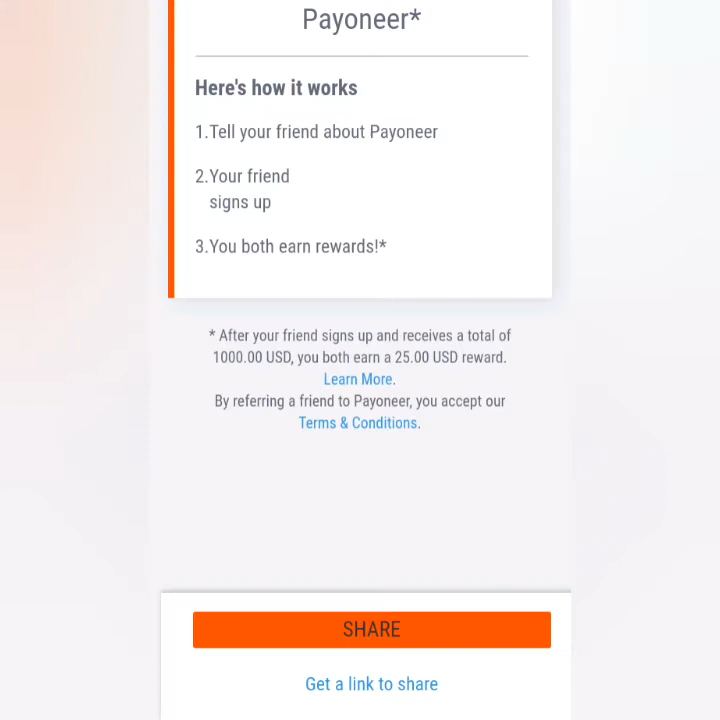 Payoneer*
Here's how it works
1.Tell your friend about Payoneer
2.Your friend
signs up
3.You both earn rewards!*
* After your friend signs up and receives a total of
1000.00 USD, you both earn a 25.00 USD reward.
Learn More.
By referring a friend to Payoneer, you accept our
Terms & Conditions.
SHARE
Get a link to share